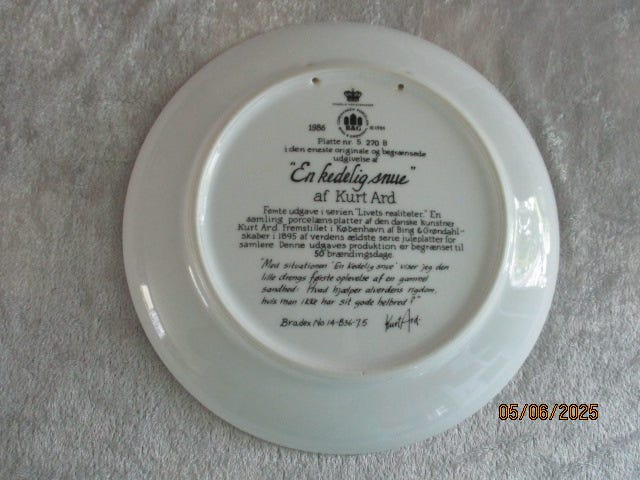 1986
B&G
Platte nr. S 270 B
i den eneste originale og begrænsede
udgivelse af
"En kedelig snue"
af Kurt Ard
Femte udgave i serien "Livets realiteter." En
samling porcelænsplatter af den danske kunstner
Kurt Ard. Fremstillet i København af Bing & Grøndahl-
skaber i 1895 af verdens ældste serie juleplatter for
samlere. Denne udgaves produktion er begrænset til
50 brændingsdage.
"Med situationen "En kedelig snue" viser jeg den
lille drengs første oplevelse af en gammel
sandhed: Hvad hjælper alverdens rigdom,
hvis man ikke har sit gode helbred?"
Bradex No 14-B36-7.5
Kurt Ard.
05/06/2025